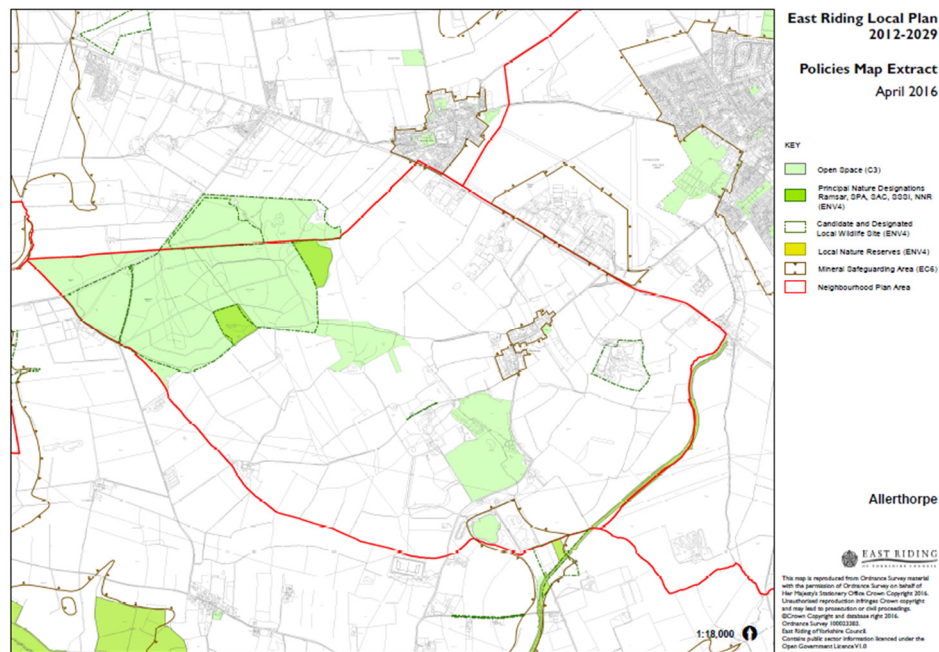 East Riding Local Plan
2012-2029
Policies Map Extract
April 2016
KEY
Open Space (C3)
Principal Nature Designations
Ramsar, SPA, SAC, SSSI, NNR
(ENV4)
Candidate and Designated
Local Wildlife Site (ENV4)
Local Nature Reserves (ENV4)
Mineral Safeguarding Area (EC6)
Neighbourhood Plan Area
Allerthorpe
EAST RIDING
OF YORKSHIRE COUNCIL
1:18,000
This map is reproduced from Ordnance Survey material
with the permission of Ordnance Survey on behalf of
Her Majesty's Stationery Office Crown Copyright 2016.
Unauthorised reproduction infringes Crown copyright
and may lead to prosecution or civil proceedings.
©Crown Copyright and database right 2016.
Ordnance Survey 100023383.
East Riding of Yorkshire Council.
Contains public sector information licenced under the
Open Government Licence V1.0